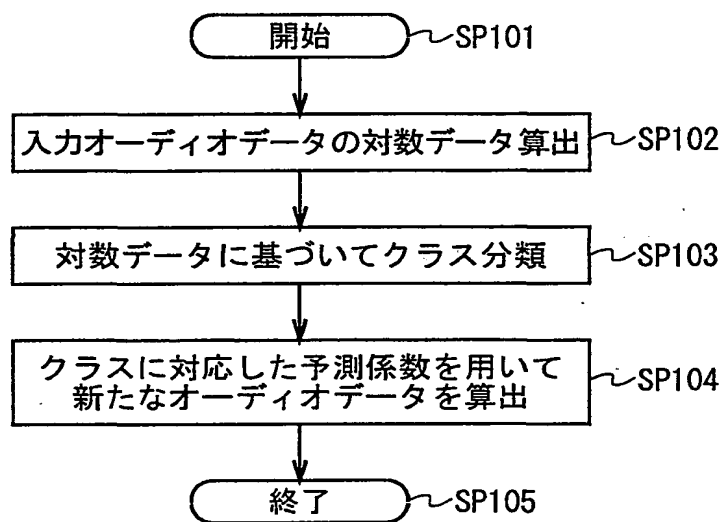 開始 SP101
入力オーディオデータの対数データ算出 SP102
対数データに基づいてクラス分類 SP103
クラスに対応した予測係数を用いて
新たなオーディオデータを算出 SP104
終了 SP105